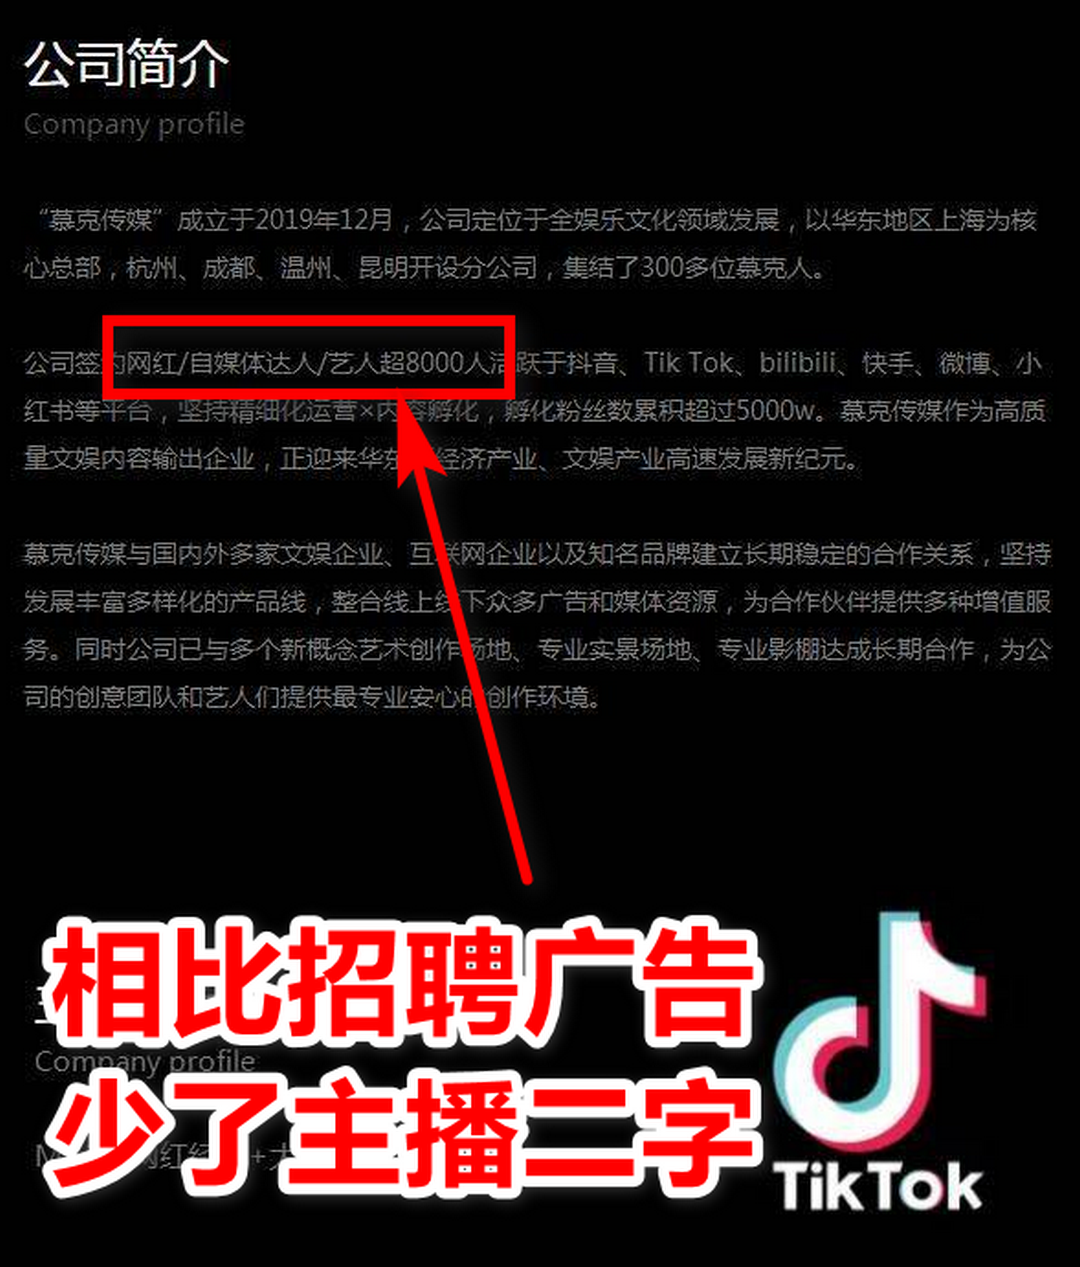 公司简介
Company profile
“慕克传媒”成立于2019年12月，公司定位于全娱乐文化领域发展，以华东地区上海为核
心总部，杭州、成都、温州、昆明开设分公司，集结了300多位慕克人。
公司签约网红/自媒体达人/艺人超8000人活跃于抖音、Tik Tok、bilibili、快手、微博、小
红书等平台，坚持精细化运营×内容孵化，孵化粉丝数累积超过5000w。慕克传媒作为高质
量文娱内容输出企业，正迎来华东 经济产业、文娱产业高速发展新纪元。
慕克传媒与国内外多家文娱企业、互联网企业以及知名品牌建立长期稳定的合作关系，坚持
发展丰富多样化的产品线，整合线上线下众多广告和媒体资源，为合作伙伴提供多种增值服
务。同时公司已与多个新概念艺术创作场地、专业实景场地、专业影棚达成长期合作，为公
司的创意团队和艺人们提供最专业安心的创作环境。
相比招聘广告
Company profile
少了主播二字
TikTok